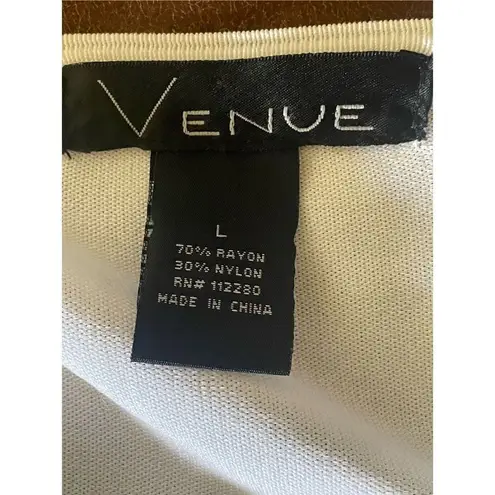 VENUE
L
70% RAYON
30% NYLON
RN# 112280
MADE IN CHINA